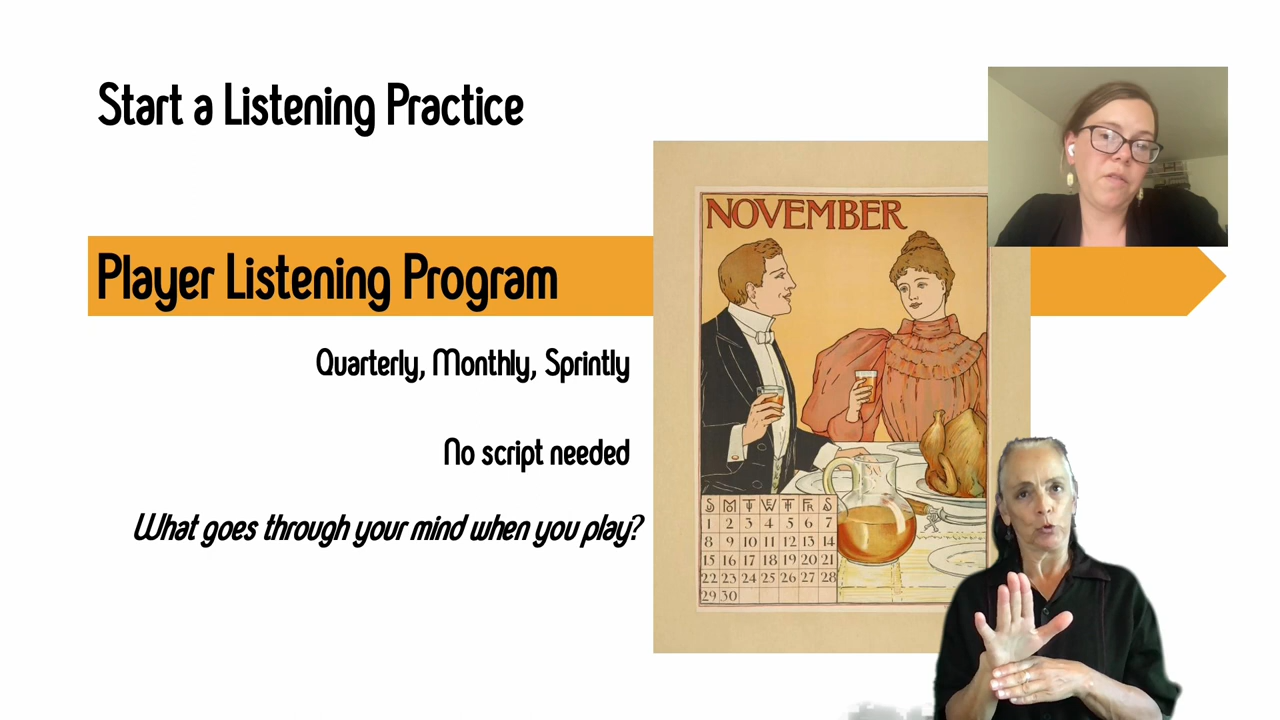 Start a Listening Practice
Player Listening Program
Quarterly, Monthly, Sprintly
No script needed
What goes through your mind when you play?
NOVEMBER
S M T W T FR S
1 2 3 4 5 6 7
8 9 10 11 12 13 14
15 16 17 18 19 20 21
22 23 24 25 26 27 28
29 30